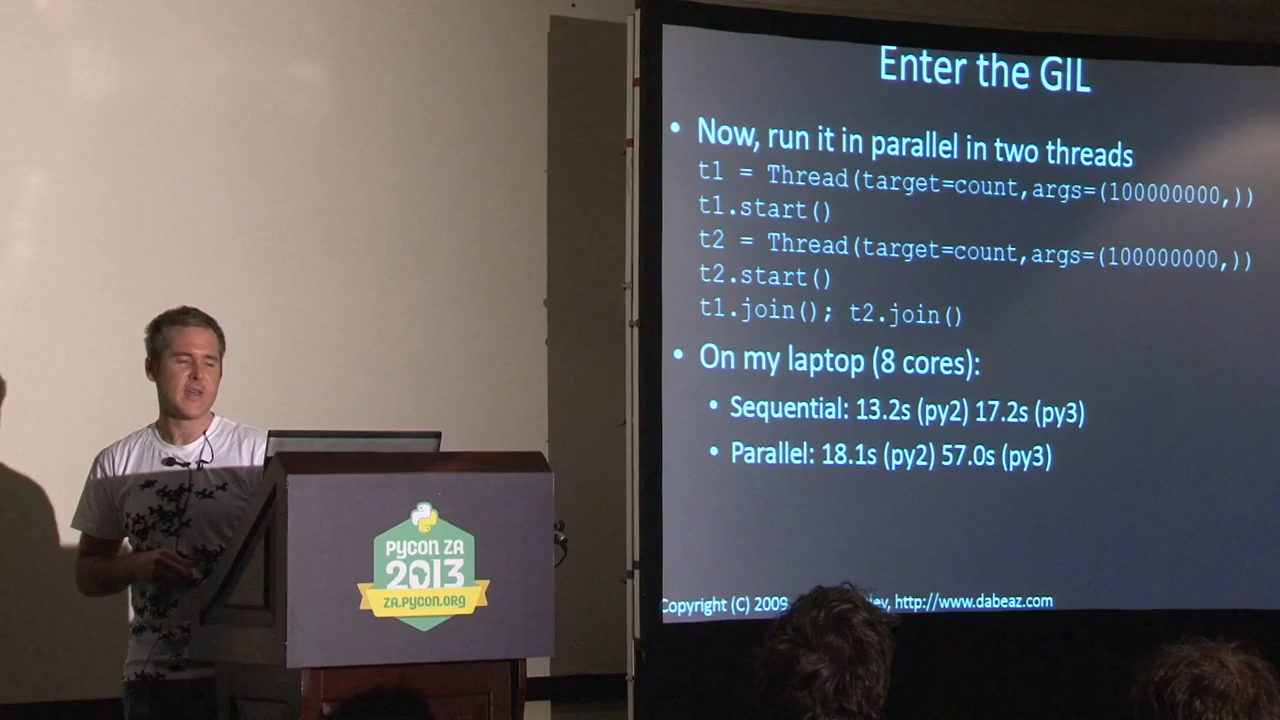 Enter the GIL
• Now, run it in parallel in two threads
t1 = Thread(target=count,args=(100000000,))
t1.start()
t2 = Thread(target=count,args=(100000000,))
t2.start()
t1.join(); t2.join()
• On my laptop (8 cores):
• Sequential: 13.2s (py2) 17.2s (py3)
• Parallel: 18.1s (py2) 57.0s (py3)
Copyright (C) 2009, http://www.dabeaz.com
PYCON ZA
2013
ZA.PYCON.ORG